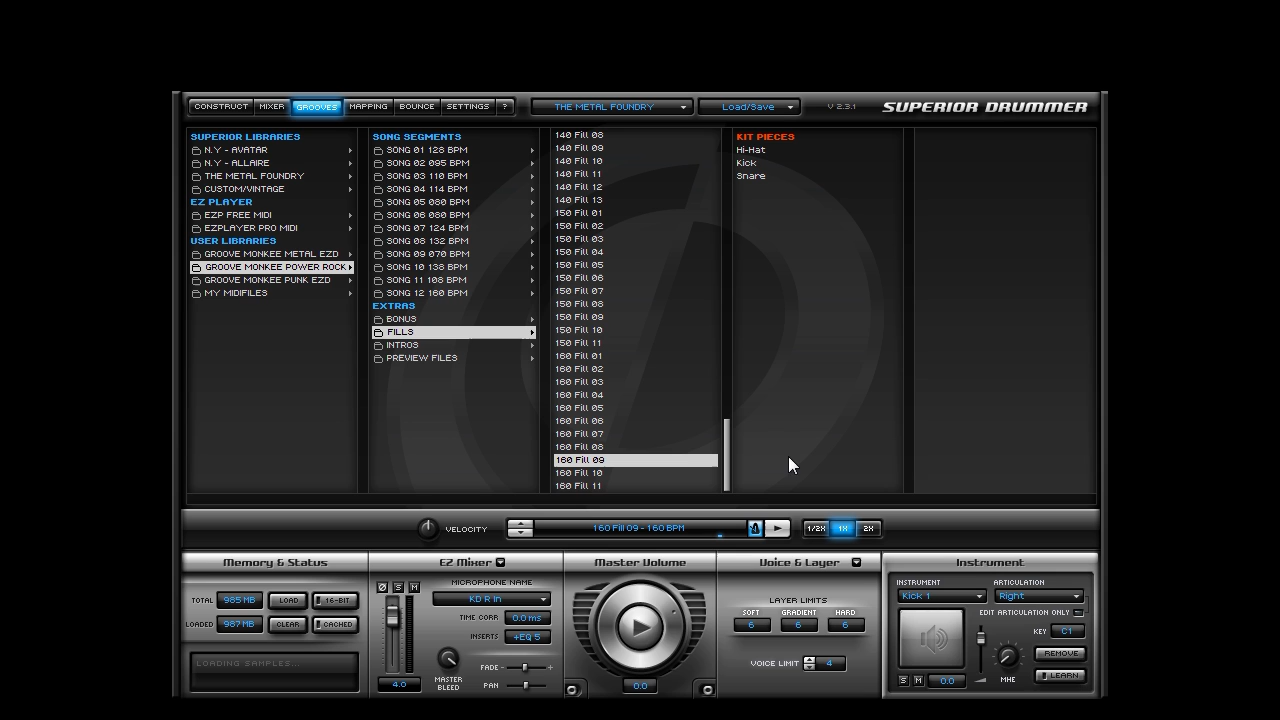 CONSTRUCT MIXER GROOVES MAPPING BOUNCE SETTINGS ? THE METAL FOUNDRY Load/Save V 2.3.1 SUPERIOR DRUMMER
SUPERIOR LIBRARIES
N.Y - AVATAR
N.Y - ALLAIRE
THE METAL FOUNDRY
CUSTOM/VINTAGE
EZ PLAYER
EZP FREE MIDI
EZPLAYER PRO MIDI
USER LIBRARIES
GROOVE MONKEE METAL EZD
GROOVE MONKEE POWER ROCK
GROOVE MONKEE PUNK EZD
MY MIDIFILES
SONG SEGMENTS
SONG 01 128 BPM
SONG 02 095 BPM
SONG 03 110 BPM
SONG 04 114 BPM
SONG 05 080 BPM
SONG 06 080 BPM
SONG 07 124 BPM
SONG 08 132 BPM
SONG 09 070 BPM
SONG 10 138 BPM
SONG 11 108 BPM
SONG 12 160 BPM
EXTRAS
BONUS
FILLS
INTROS
PREVIEW FILES
140 Fill 08
140 Fill 09
140 Fill 10
140 Fill 11
140 Fill 12
140 Fill 13
150 Fill 01
150 Fill 02
150 Fill 03
150 Fill 04
150 Fill 05
150 Fill 06
150 Fill 07
150 Fill 08
150 Fill 09
150 Fill 10
150 Fill 11
160 Fill 01
160 Fill 02
160 Fill 03
160 Fill 04
160 Fill 05
160 Fill 06
160 Fill 07
160 Fill 08
160 Fill 09
160 Fill 10
160 Fill 11
KIT PIECES
Hi-Hat
Kick
Snare
VELOCITY 160 Fill 09 - 160 BPM 1/2X 1X 2X
Memory & Status
TOTAL 985 MB LOAD 16-BIT
LOADED 987 MB CLEAR CACHED
LOADING SAMPLES...
EZ Mixer
Ø S M MICROPHONE NAME
KD R In
TIME CORR 0.0 ms
INSERTS +EQ 5
FADE - +
MASTER BLEED
PAN
4.0
Master Volume
0.0
Voice & Layer
LAYER LIMITS
SOFT GRADIENT HARD
6 6 6
VOICE LIMIT 4
Instrument
INSTRUMENT ARTICULATION
Kick 1 Right
EDIT ARTICULATION ONLY
KEY C1
REMOVE
S M 0.0 MHE LEARN